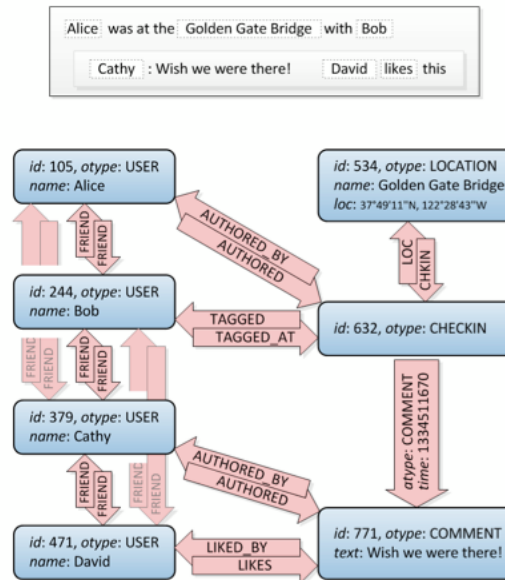 Alice was at the Golden Gate Bridge with Bob
Cathy : Wish we were there! David likes this
id: 105, otype: USER
name: Alice
id: 534, otype: LOCATION
name: Golden Gate Bridge
loc: 37°49'11"N, 122°28'43"W
FRIEND
FRIEND
AUTHORED_BY
AUTHORED
LOC
CHKIN
id: 244, otype: USER
name: Bob
TAGGED
TAGGED_AT
id: 632, otype: CHECKIN
FRIEND
FRIEND
FRIEND
FRIEND
id: 379, otype: USER
name: Cathy
atype: COMMENT
time: 1334511670
FRIEND
FRIEND
FRIEND
FRIEND
AUTHORED_BY
AUTHORED
id: 471, otype: USER
name: David
LIKED_BY
LIKES
id: 771, otype: COMMENT
text: Wish we were there!